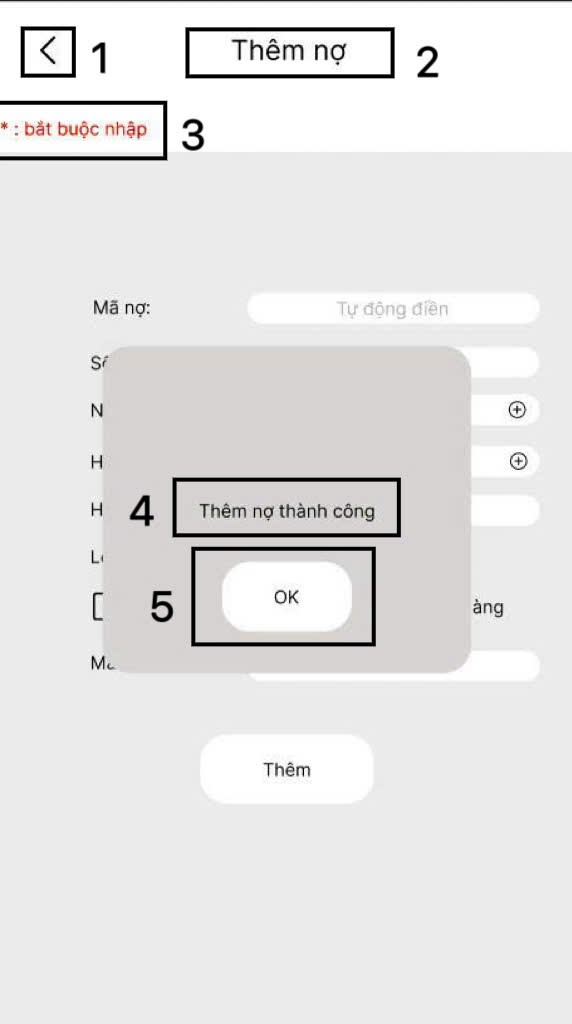 < 1 Thêm nợ 2
* : bắt buộc nhập 3
Mã nợ: Tự động điền
N
H
4 Thêm nợ thành công
H
5 OK
àng
Thêm